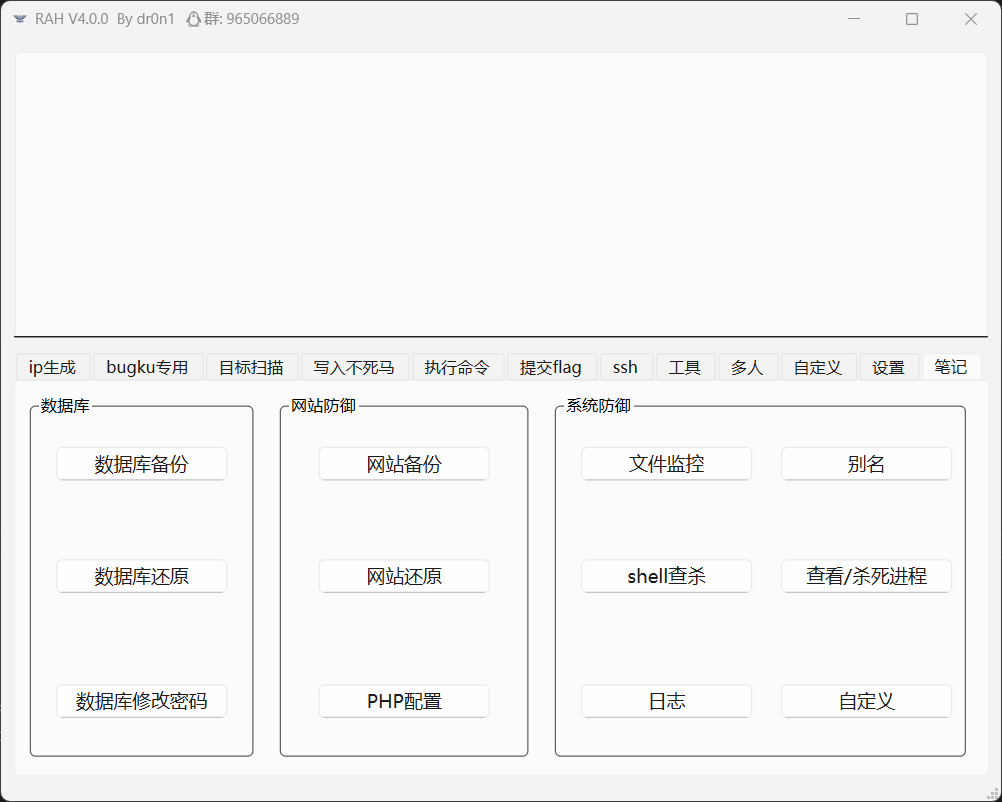 RAH V4.0.0 By dr0n1 群: 965066889
ip生成 bugku专用 目标扫描 写入不死马 执行命令 提交flag ssh 工具 多人 自定义 设置 笔记
数据库 网站防御 系统防御
数据库备份 网站备份 文件监控 别名
数据库还原 网站还原 shell查杀 查看/杀死进程
数据库修改密码 PHP配置 日志 自定义